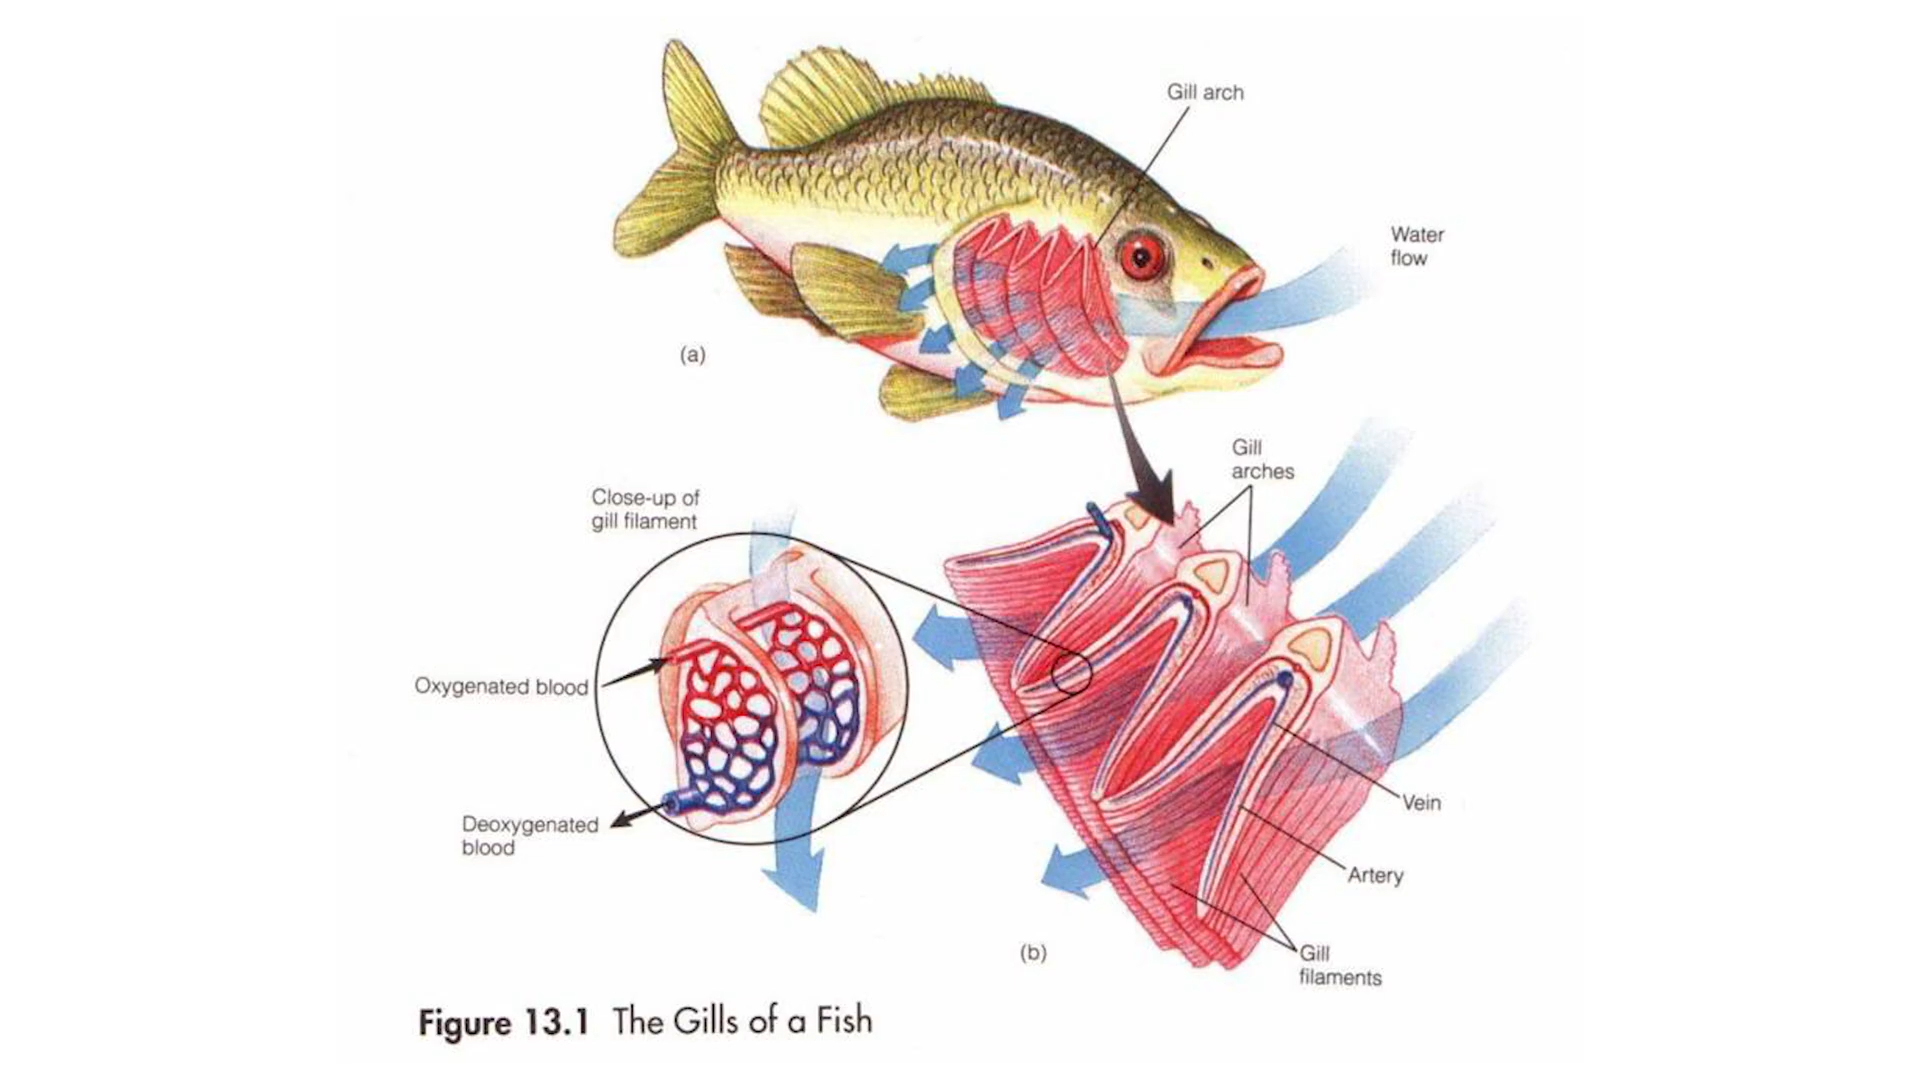 Gill arch
Water
flow
(a)
Gill
arches
Close-up of
gill filament
Oxygenated blood
Deoxygenated
blood
Vein
Artery
(b)
Gill
filaments
Figure 13.1 The Gills of a Fish